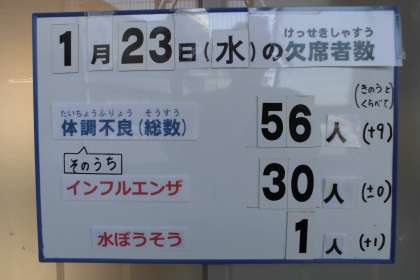 けっせきしゃすう
1月23日(水)の欠席者数
(きのうと
くらべて)
たいちょうふりょう そうすう
体調不良(総数) 56人(+9)
そのうち
インフルエンザ 30人(±0)
水ぼうそう 1人(+1)